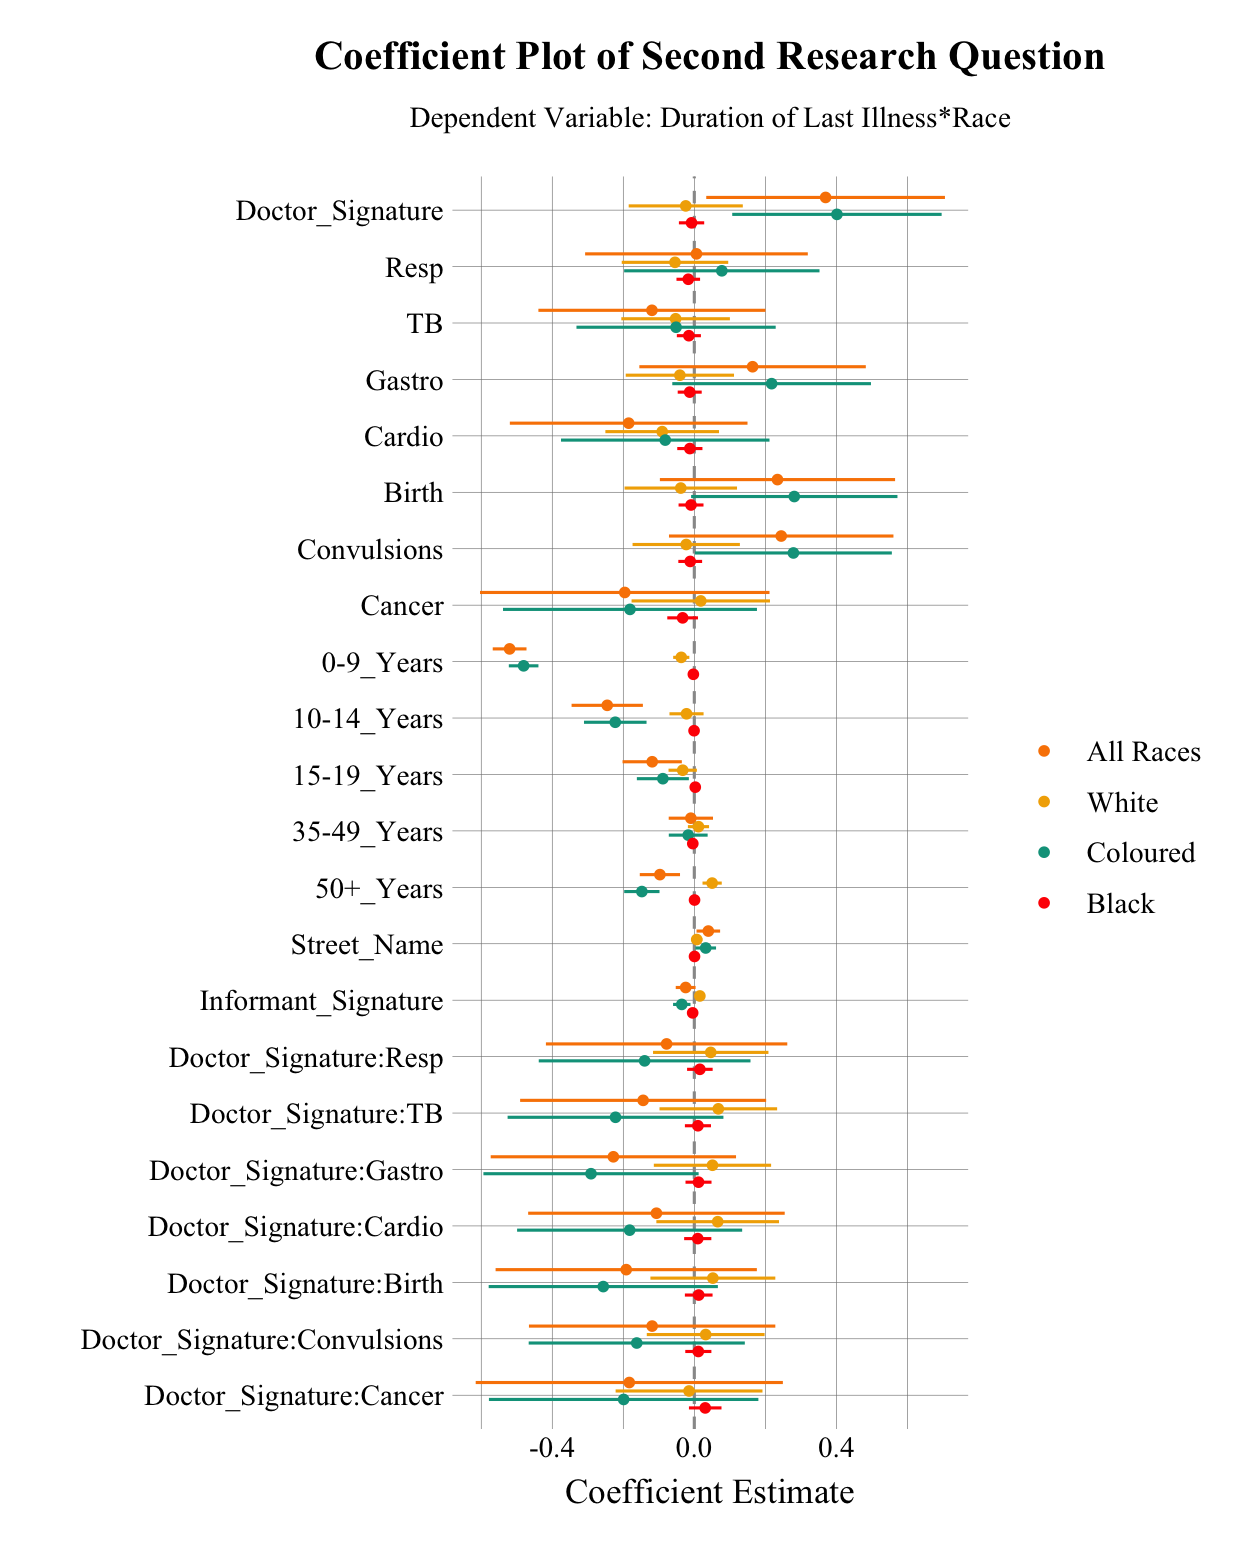 Coefficient Plot of Second Research Question
Dependent Variable: Duration of Last Illness*Race
Doctor_Signature
Resp
TB
Gastro
Cardio
Birth
Convulsions
Cancer
0-9_Years
10-14_Years
15-19_Years
35-49_Years
50+_Years
Street_Name
Informant_Signature
Doctor_Signature:Resp
Doctor_Signature:TB
Doctor_Signature:Gastro
Doctor_Signature:Cardio
Doctor_Signature:Birth
Doctor_Signature:Convulsions
Doctor_Signature:Cancer
-0.4 0.0 0.4
Coefficient Estimate
All Races
White
Coloured
Black